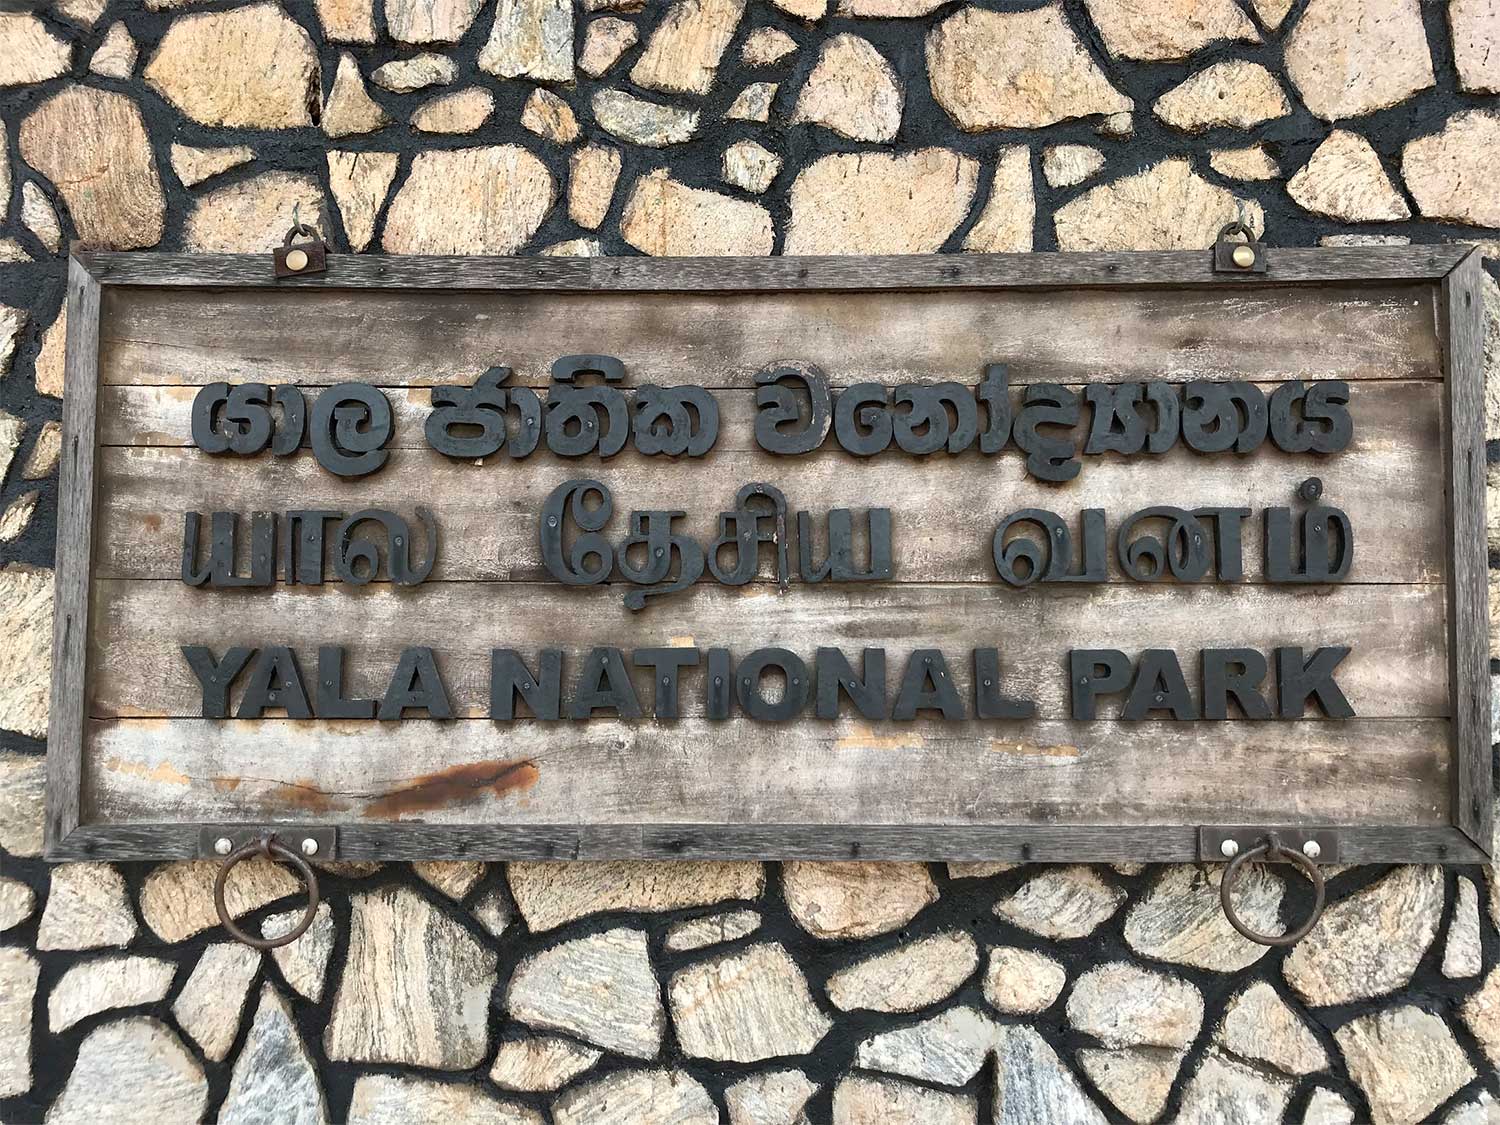 යාල ජාතික වනෝද්‍යානය
யால தேசிய வனம்
YALA NATIONAL PARK